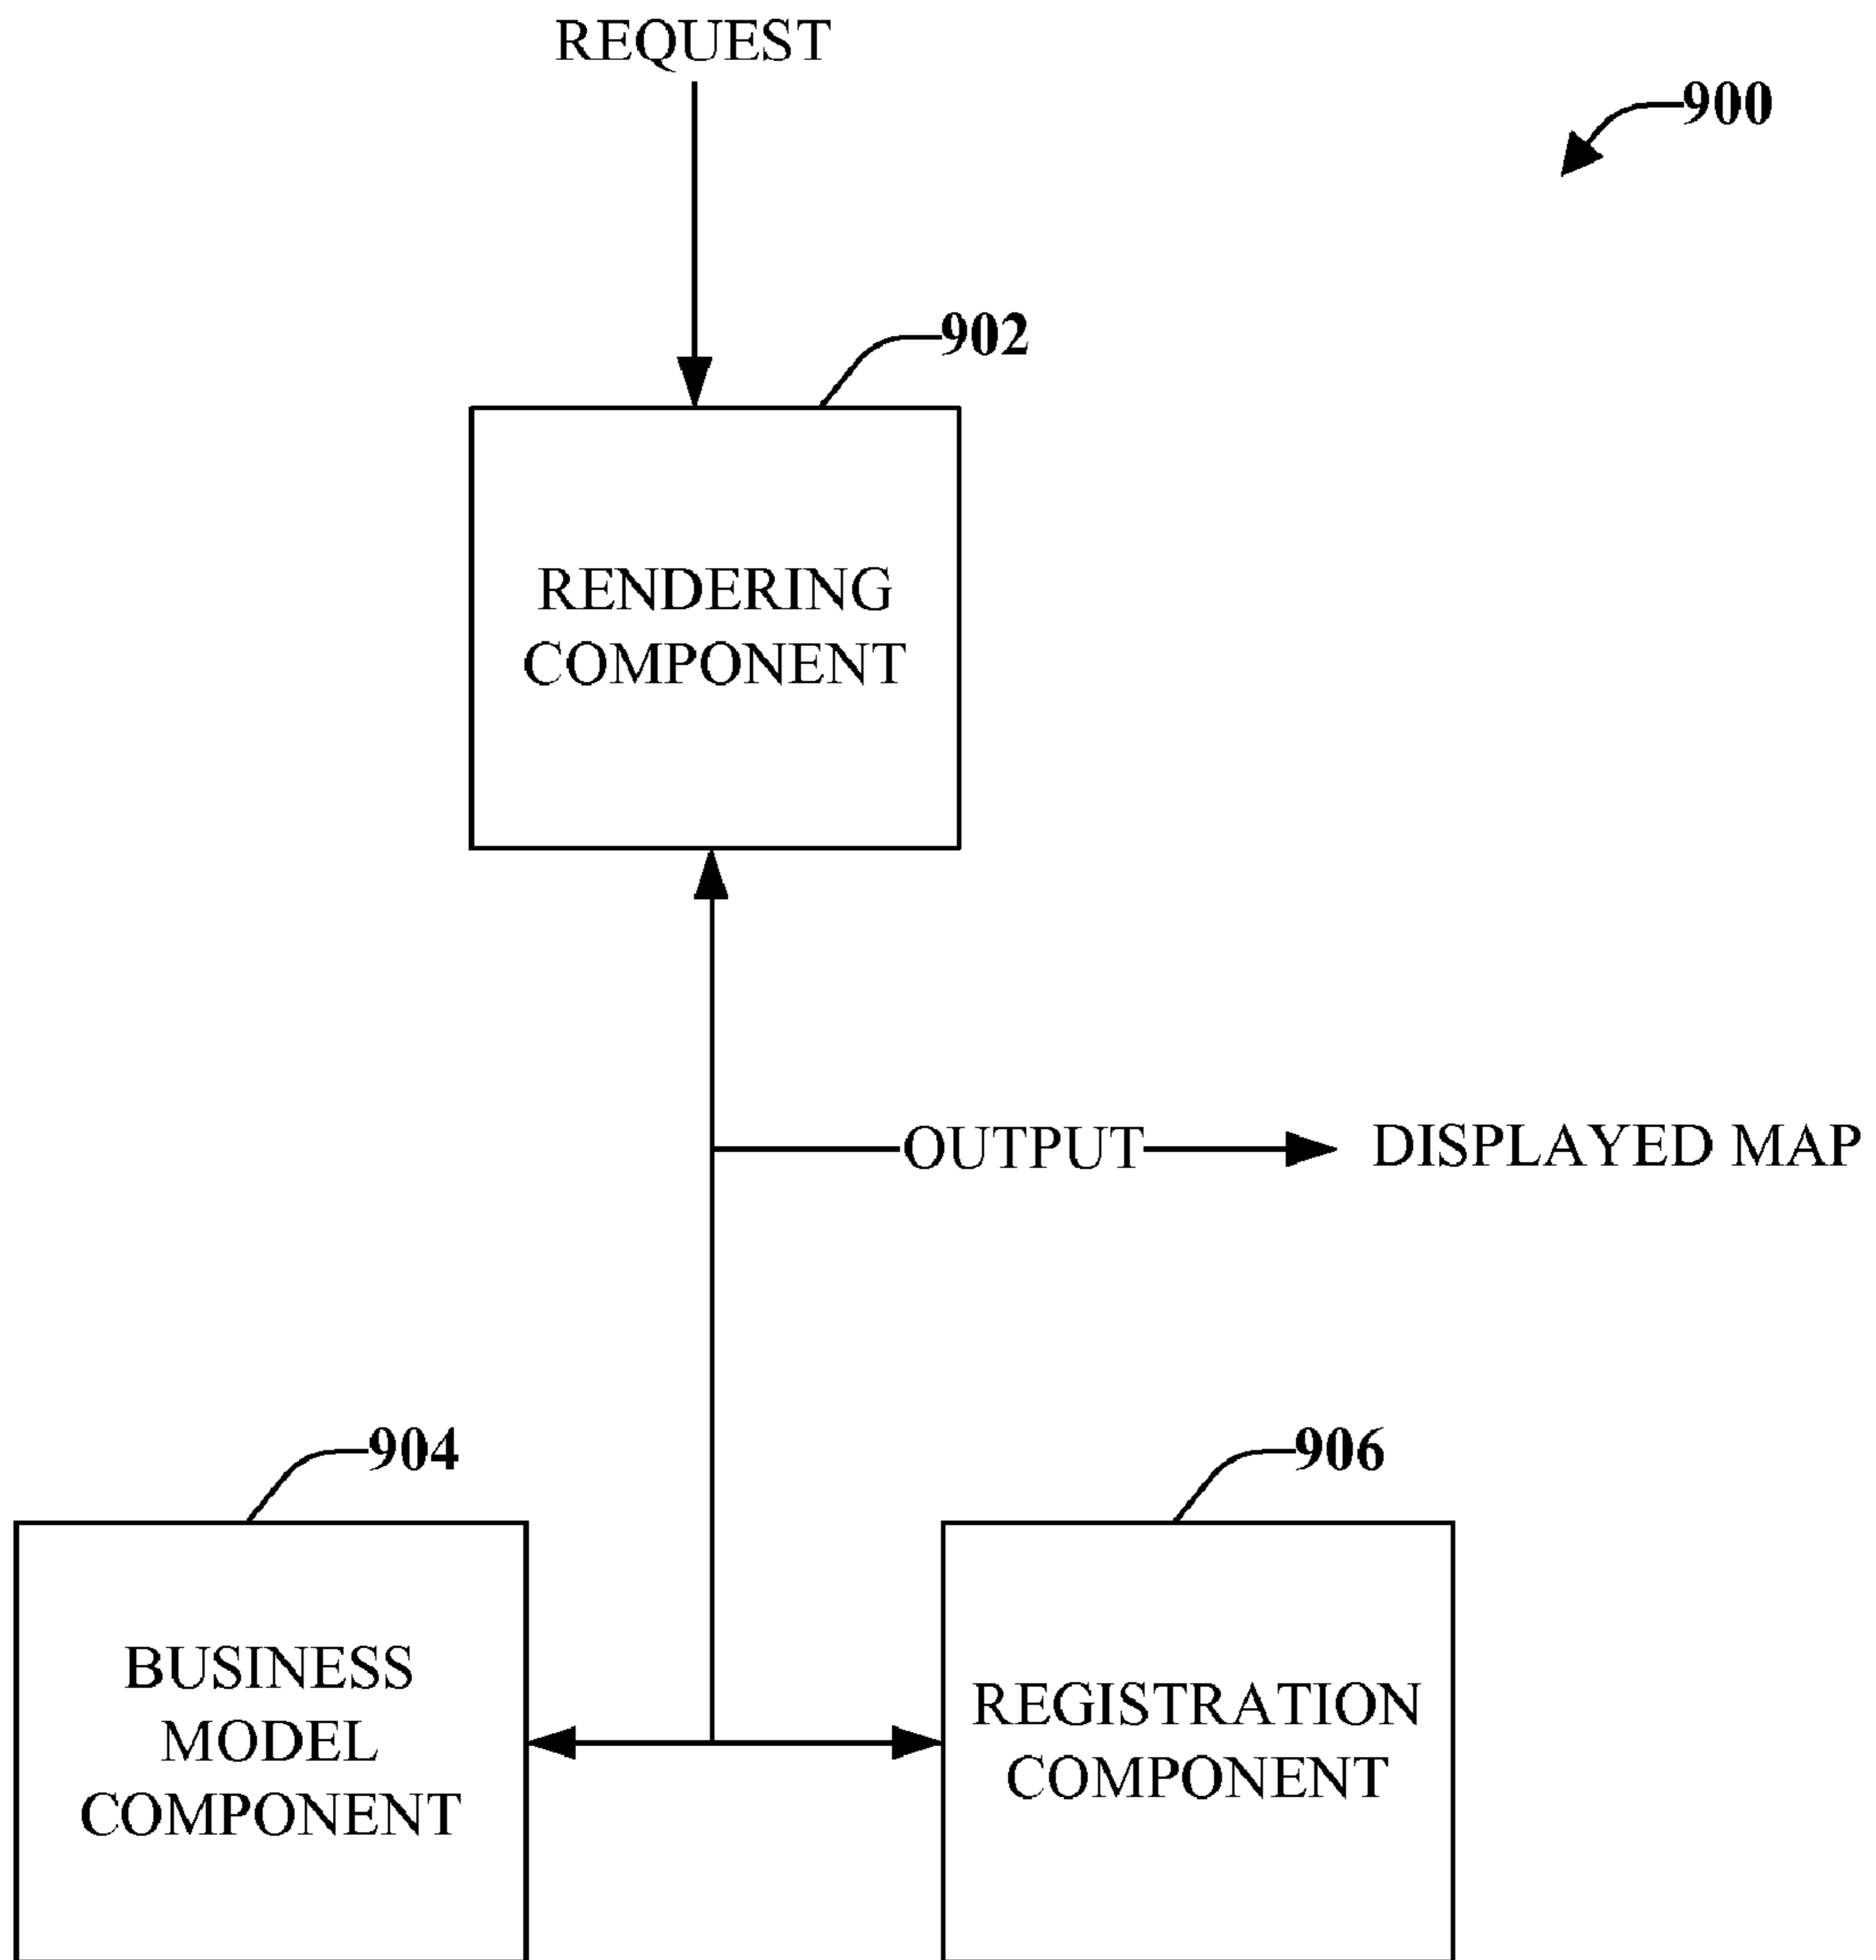 REQUEST
900
902
RENDERING
COMPONENT
OUTPUT
DISPLAYED MAP
904
906
BUSINESS
MODEL
COMPONENT
REGISTRATION
COMPONENT